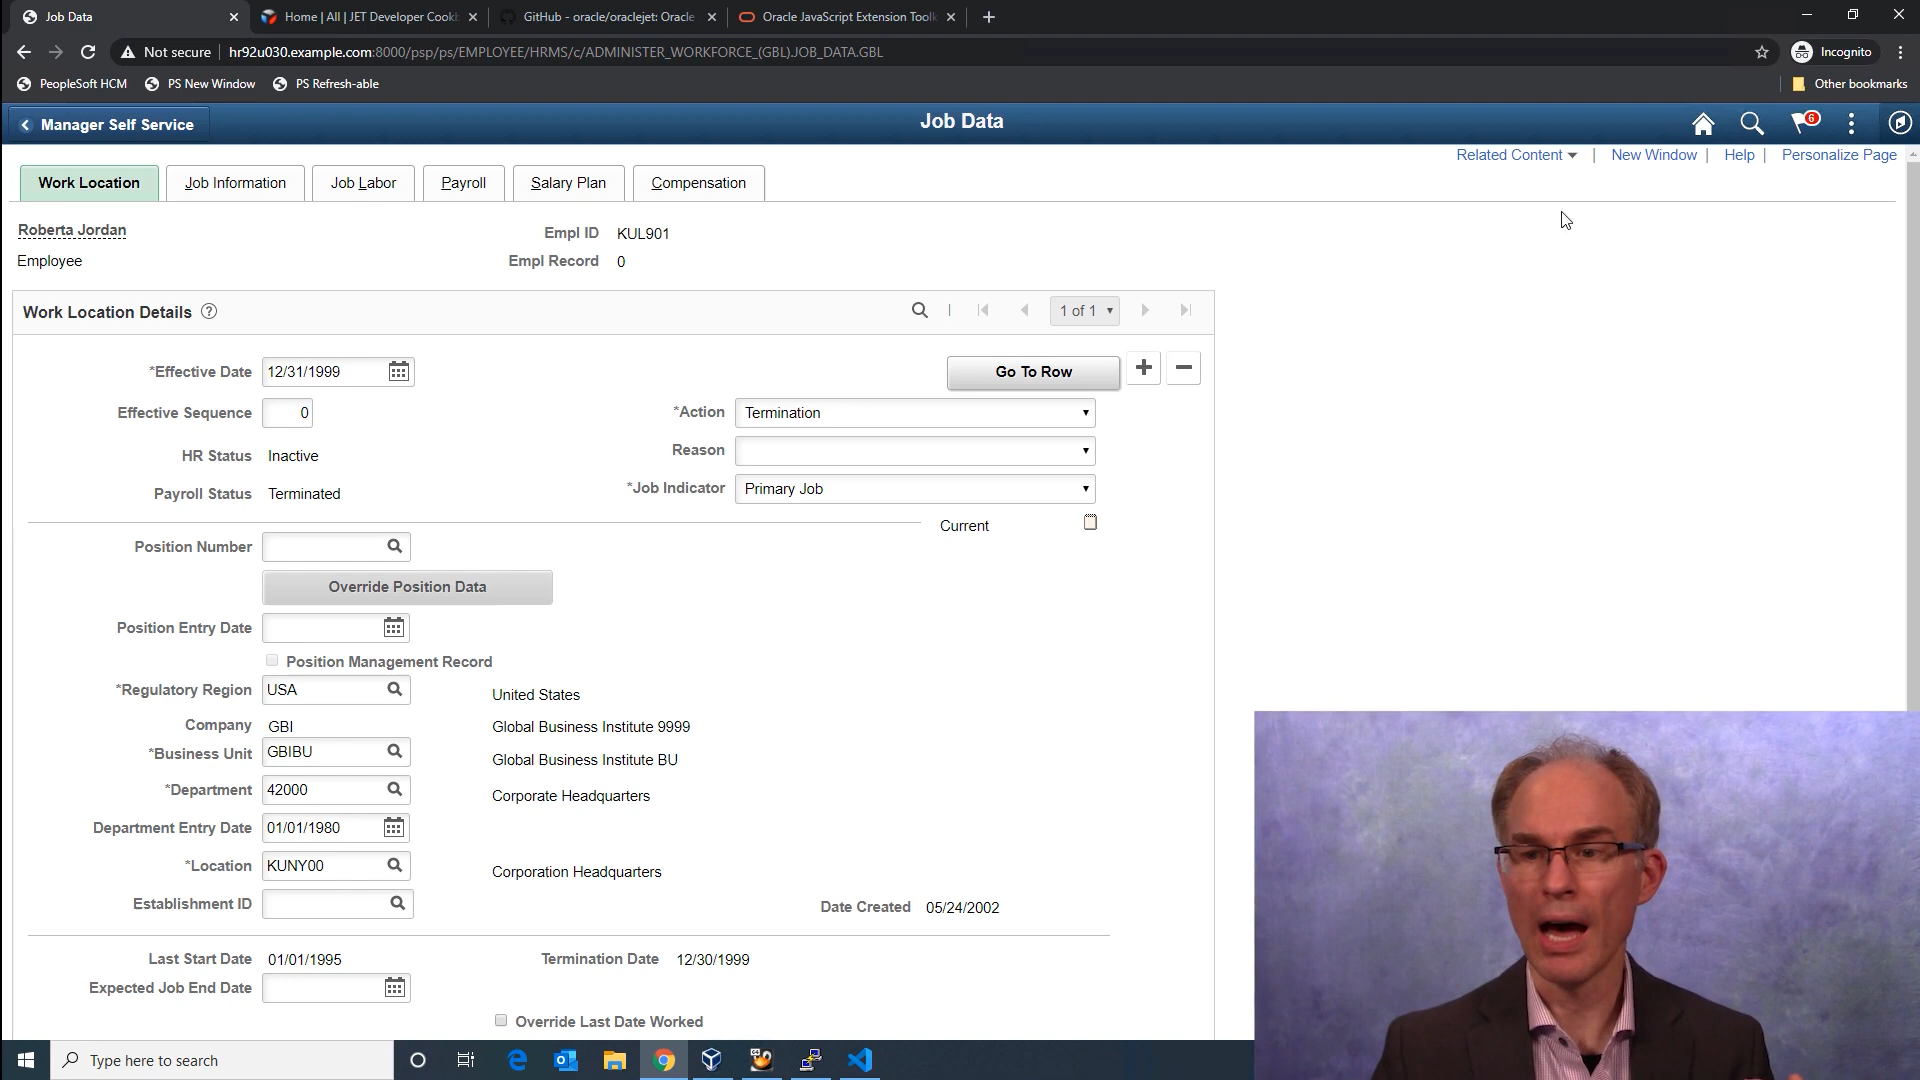 Job Data
Home | All | JET Developer Cookb
GitHub - oracle/oraclejet: Oracle
Oracle JavaScript Extension Toolk
Not secure | hr92u030.example.com:8000/psp/ps/EMPLOYEE/HRMS/c/ADMINISTER_WORKFORCE_(GBL).JOB_DATA.GBL
Incognito
PeopleSoft HCM
PS New Window
PS Refresh-able
Other bookmarks
Manager Self Service
Job Data
6
Related Content | New Window | Help | Personalize Page
Work Location
Job Information
Job Labor
Payroll
Salary Plan
Compensation
Roberta Jordan
Empl ID KUL901
Employee
Empl Record 0
Work Location Details
1 of 1
*Effective Date 12/31/1999
Go To Row
Effective Sequence 0
*Action Termination
HR Status Inactive
Reason
Payroll Status Terminated
*Job Indicator Primary Job
Current
Position Number
Override Position Data
Position Entry Date
Position Management Record
*Regulatory Region USA United States
Company GBI Global Business Institute 9999
*Business Unit GBIBU Global Business Institute BU
*Department 42000 Corporate Headquarters
Department Entry Date 01/01/1980
*Location KUNY00 Corporation Headquarters
Establishment ID
Date Created 05/24/2002
Last Start Date 01/01/1995
Termination Date 12/30/1999
Expected Job End Date
Override Last Date Worked
Type here to search